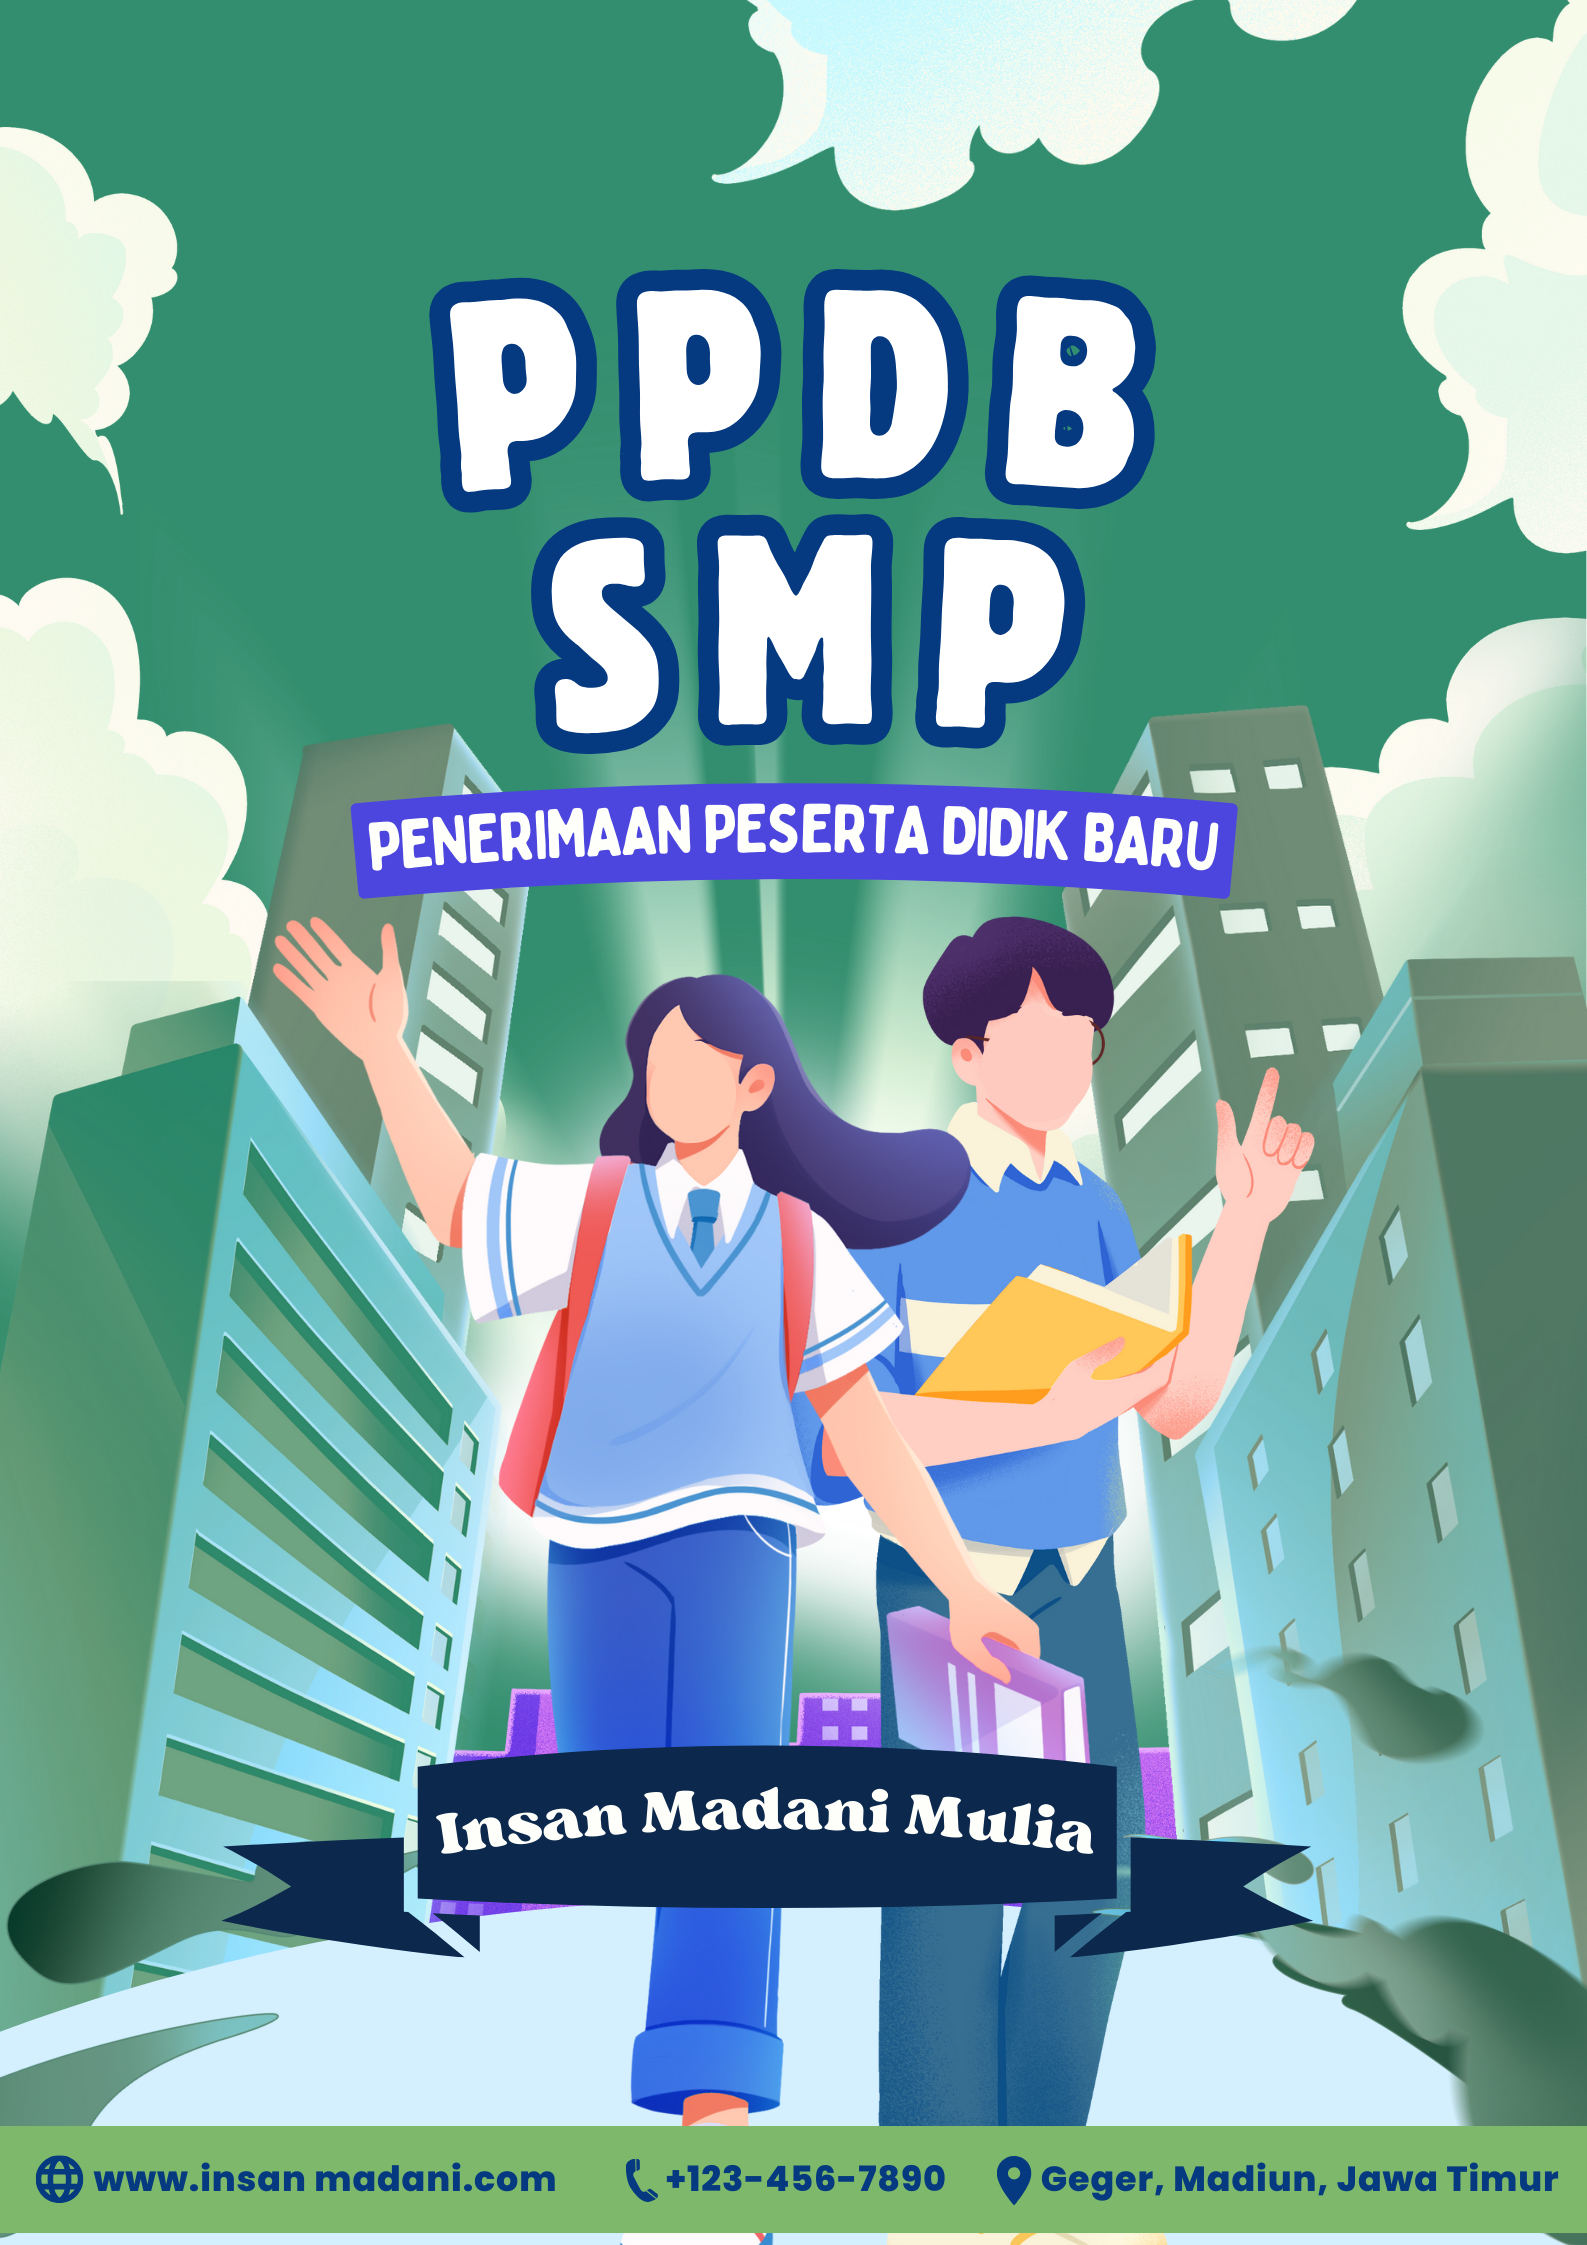 PPDB
SMP
PENERIMAAN PESERTA DIDIK BARU
Insan Madani Mulia
www.insan madani.com
+123-456-7890
Geger, Madiun, Jawa Timur